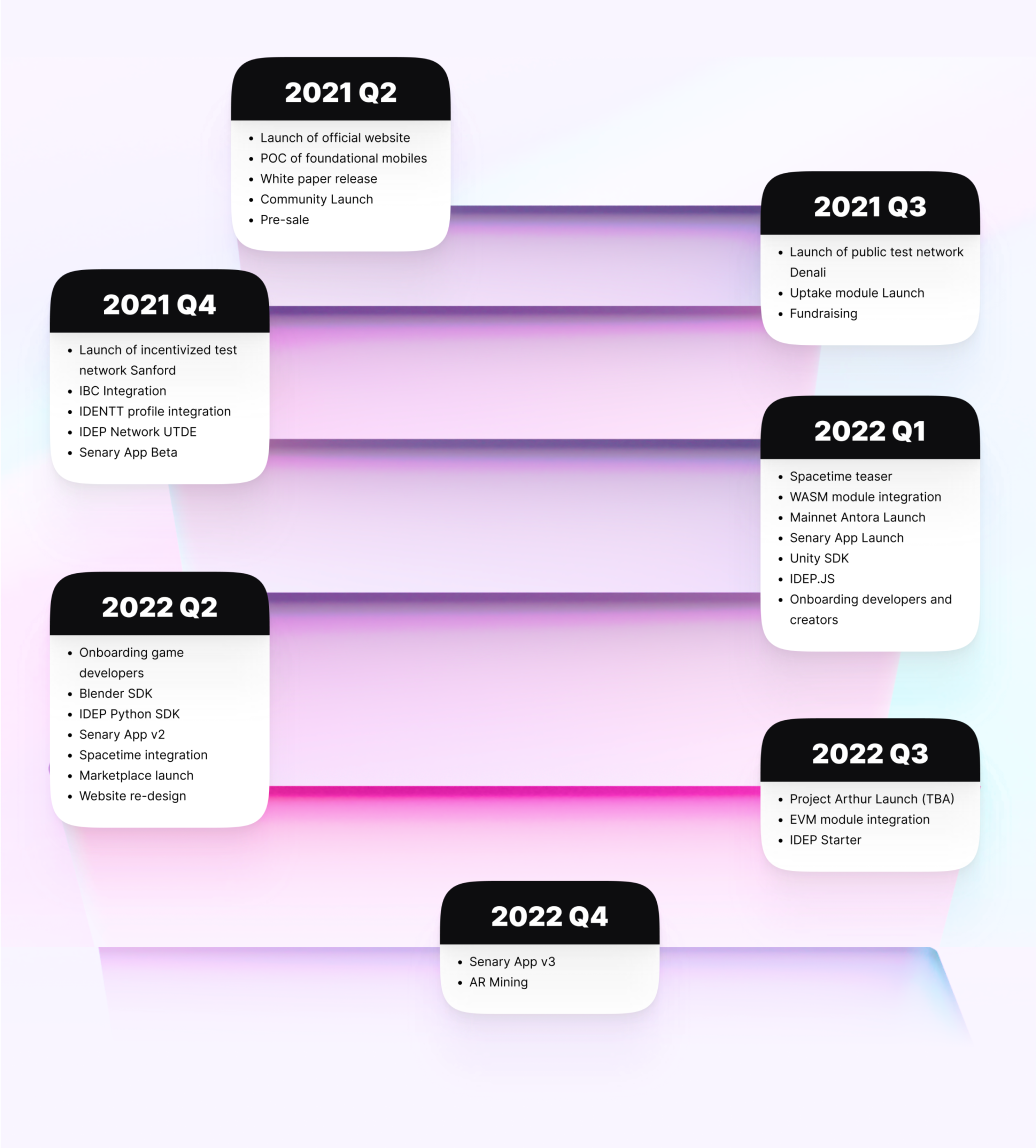 2021 Q2
• Launch of official website
• POC of foundational mobiles
• White paper release
• Community Launch
• Pre-sale
2021 Q3
• Launch of public test network
Denali
• Uptake module Launch
• Fundraising
2021 Q4
• Launch of incentivized test
network Sanford
• IBC Integration
• IDENTT profile integration
• IDEP Network UTDE
• Senary App Beta
2022 Q1
• Spacetime teaser
• WASM module integration
• Mainnet Antora Launch
• Senary App Launch
• Unity SDK
• IDEP.JS
• Onboarding developers and
creators
2022 Q2
• Onboarding game
developers
• Blender SDK
• IDEP Python SDK
• Senary App v2
• Spacetime integration
• Marketplace launch
• Website re-design
2022 Q3
• Project Arthur Launch (TBA)
• EVM module integration
• IDEP Starter
2022 Q4
• Senary App v3
• AR Mining